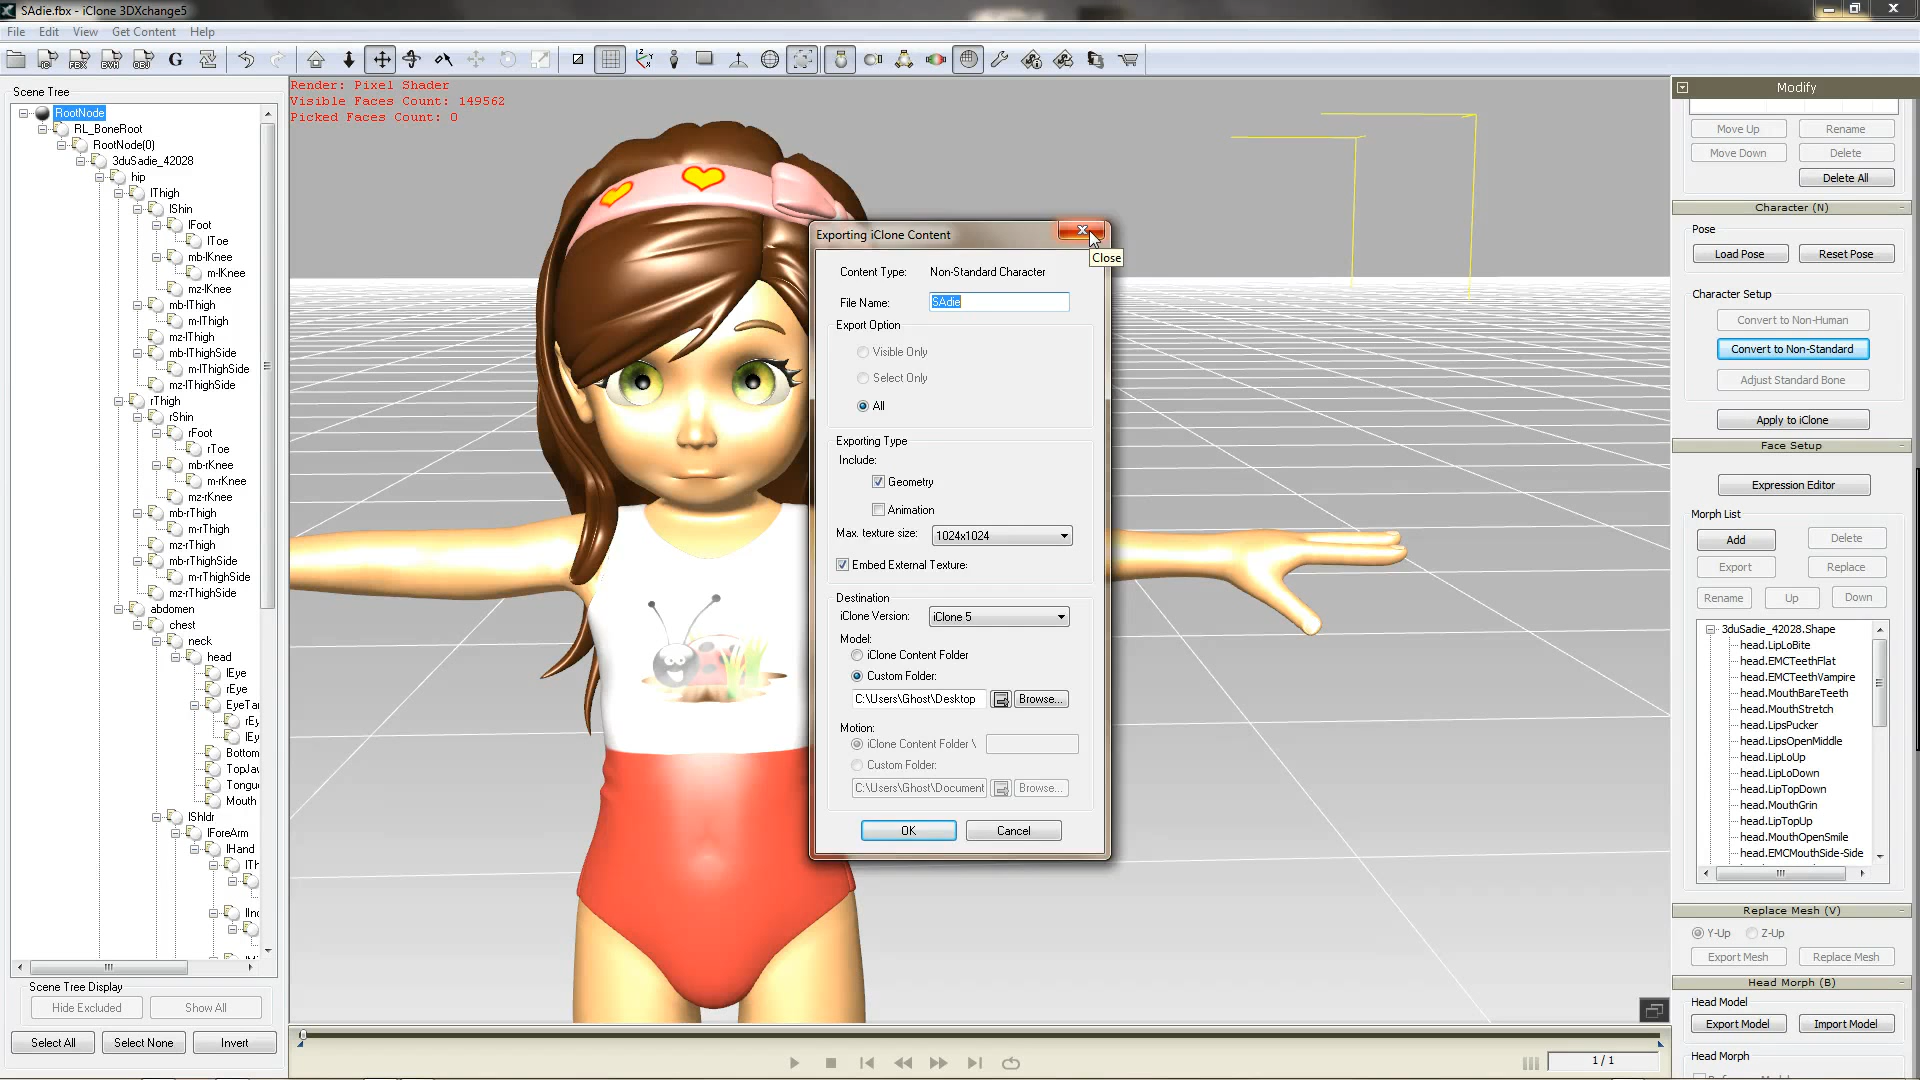 SAdie.fbx - iClone 3DXchange5
File Edit View Get Content Help
Scene Tree
RootNode
RL_BoneRoot
RootNode(0)
3duSadie_42028
hip
lThigh
lShin
lFoot
lToe
mb-lKnee
m-lKnee
mz-lKnee
mb-lThigh
m-lThigh
mz-lThigh
mb-lThighSide
m-lThighSide
mz-lThighSide
rThigh
rShin
rFoot
rToe
mb-rKnee
m-rKnee
mz-rKnee
mb-rThigh
m-rThigh
mz-rThigh
mb-rThighSide
m-rThighSide
mz-rThighSide
abdomen
chest
neck
head
lEye
rEye
EyeTar
rEy
lEy
Bottom
TopJaw
Tongu
Mouth
lShldr
lForeArm
lHand
lTh
lInd
Scene Tree Display
Hide Excluded Show All
Select All Select None Invert
Render: Pixel Shader
Visible Faces Count: 149562
Picked Faces Count: 0
Exporting iClone Content
Close
Content Type: Non-Standard Character
File Name: SAdie
Export Option
Visible Only
Select Only
All
Exporting Type
Include:
Geometry
Animation
Max. texture size: 1024x1024
Embed External Texture:
Destination
iClone Version: iClone 5
Model:
iClone Content Folder
Custom Folder:
C:\Users\Ghost\Desktop Browse...
Motion:
iClone Content Folder \
Custom Folder:
C:\Users\Ghost\Document Browse...
OK Cancel
1 / 1
Modify
Move Up Rename
Move Down Delete
Delete All
Character (N)
Pose
Load Pose Reset Pose
Character Setup
Convert to Non-Human
Convert to Non-Standard
Adjust Standard Bone
Apply to iClone
Face Setup
Expression Editor
Morph List
Add Delete
Export Replace
Rename Up Down
3duSadie_42028.Shape
head.LipLoBite
head.EMCTeethFlat
head.EMCTeethVampire
head.MouthBareTeeth
head.MouthStretch
head.LipsPucker
head.LipsOpenMiddle
head.LipLoUp
head.LipLoDown
head.LipTopDown
head.MouthGrin
head.LipTopUp
head.MouthOpenSmile
head.EMCMouthSide-Side
Replace Mesh (V)
Y-Up Z-Up
Export Mesh Replace Mesh
Head Morph (B)
Head Model
Export Model Import Model
Head Morph